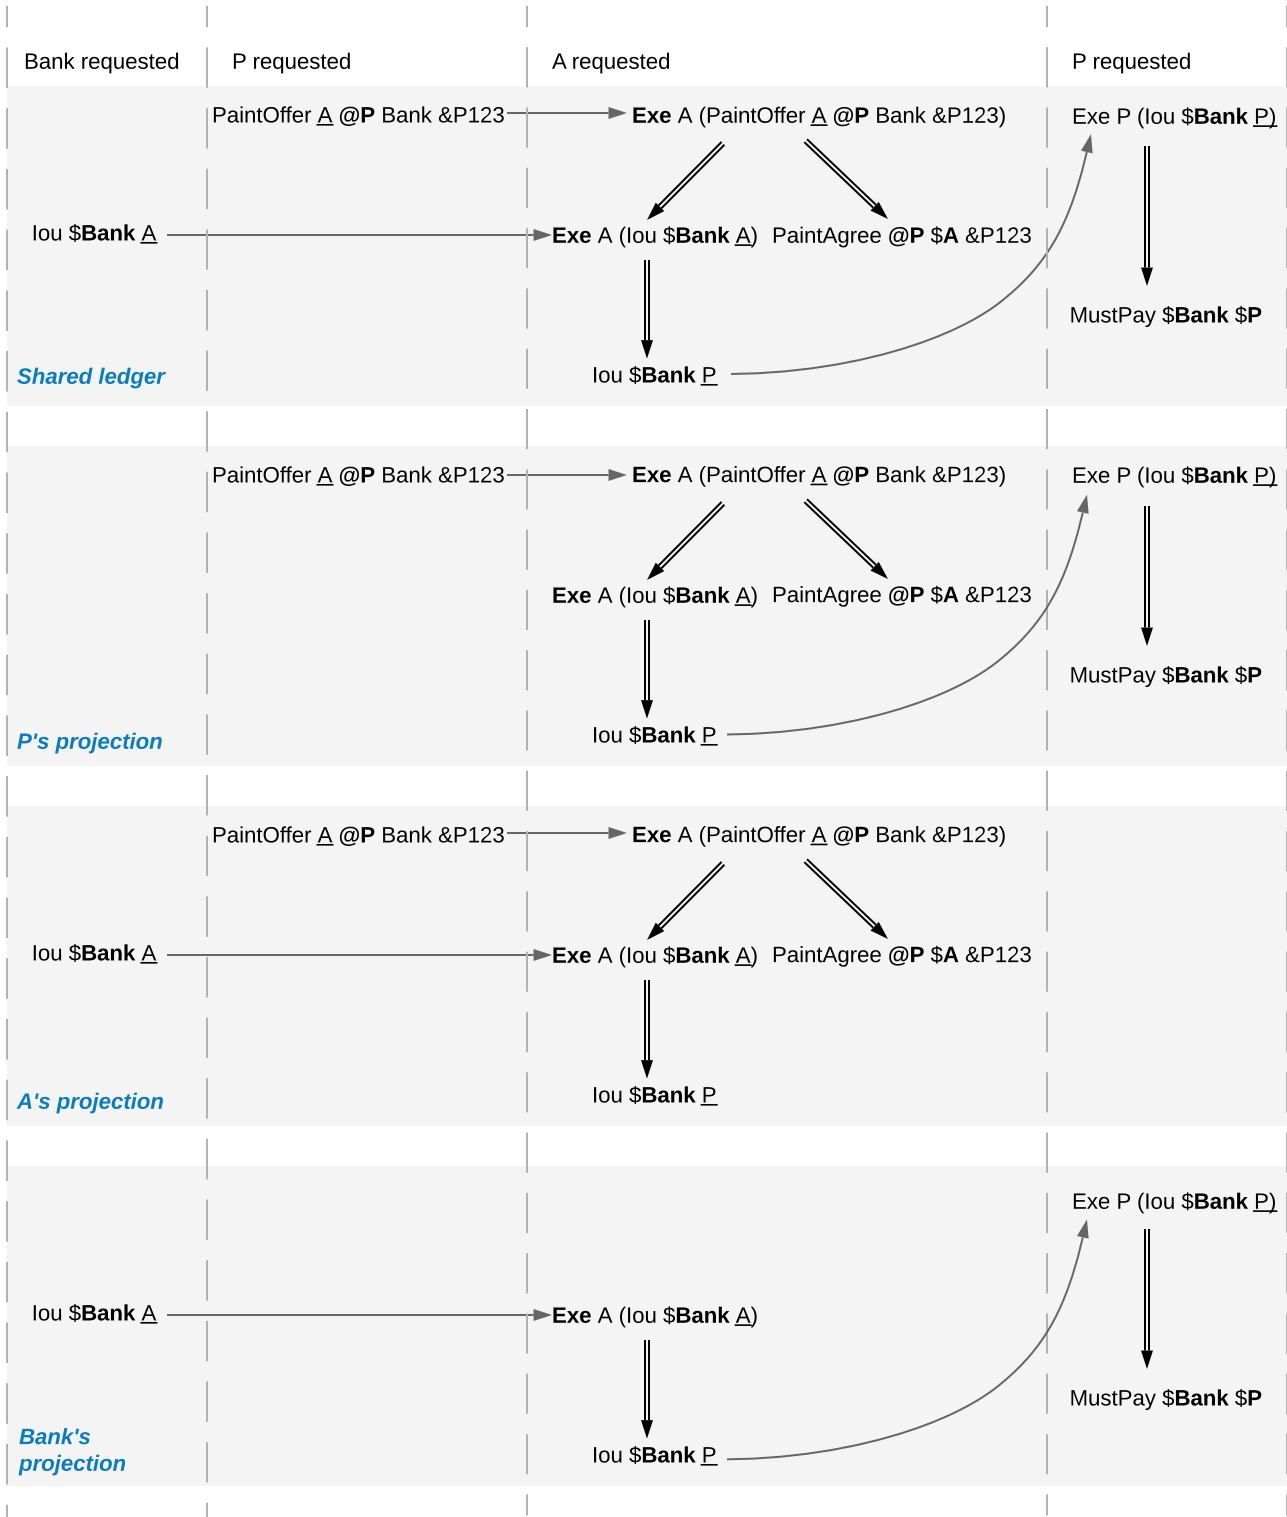 Bank requested
P requested
A requested
P requested
PaintOffer A @P Bank &P123
Exe A (PaintOffer A @P Bank &P123)
Exe P (Iou $Bank P)
Iou $Bank A
Exe A (Iou $Bank A)
PaintAgree @P $A &P123
MustPay $Bank $P
Shared ledger
Iou $Bank P
PaintOffer A @P Bank &P123
Exe A (PaintOffer A @P Bank &P123)
Exe P (Iou $Bank P)
Exe A (Iou $Bank A)
PaintAgree @P $A &P123
MustPay $Bank $P
P's projection
Iou $Bank P
PaintOffer A @P Bank &P123
Exe A (PaintOffer A @P Bank &P123)
Iou $Bank A
Exe A (Iou $Bank A)
PaintAgree @P $A &P123
A's projection
Iou $Bank P
Exe P (Iou $Bank P)
Iou $Bank A
Exe A (Iou $Bank A)
MustPay $Bank $P
Bank's
projection
Iou $Bank P